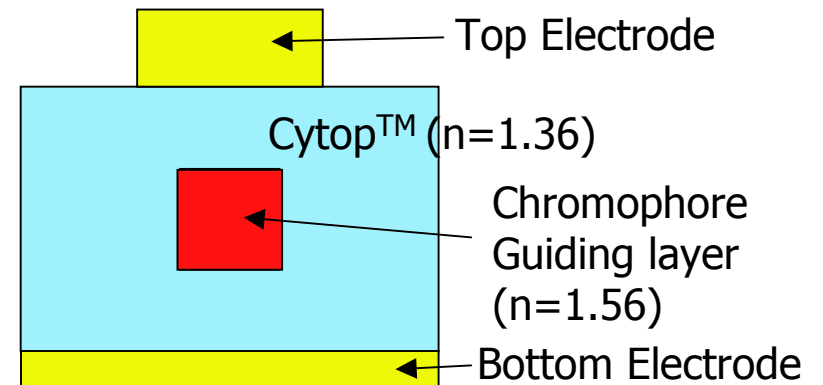 Top Electrode
Cytop™ (n=1.36)
Chromophore
Guiding layer
(n=1.56)
Bottom Electrode